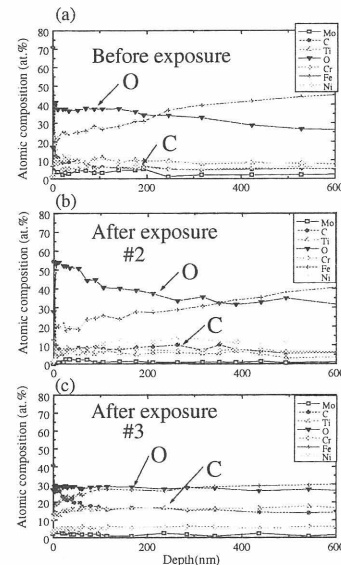 (a)
Atomic composition (at.%)
80
70
60
50
40
30
20
10
0
Before exposure
O
C
Mo
C
Ti
O
Cr
Fe
Ni
0
200
400
600
(b)
Atomic composition (at.%)
80
70
60
50
40
30
20
10
0
After exposure
#2
O
C
Mo
C
Ti
O
Cr
Fe
Ni
0
200
400
600
(c)
Atomic composition (at.%)
80
70
60
50
40
30
20
10
0
After exposure
#3
O
C
Mo
C
Ti
O
Cr
Fe
Ni
0
200
400
600
Depth(nm)